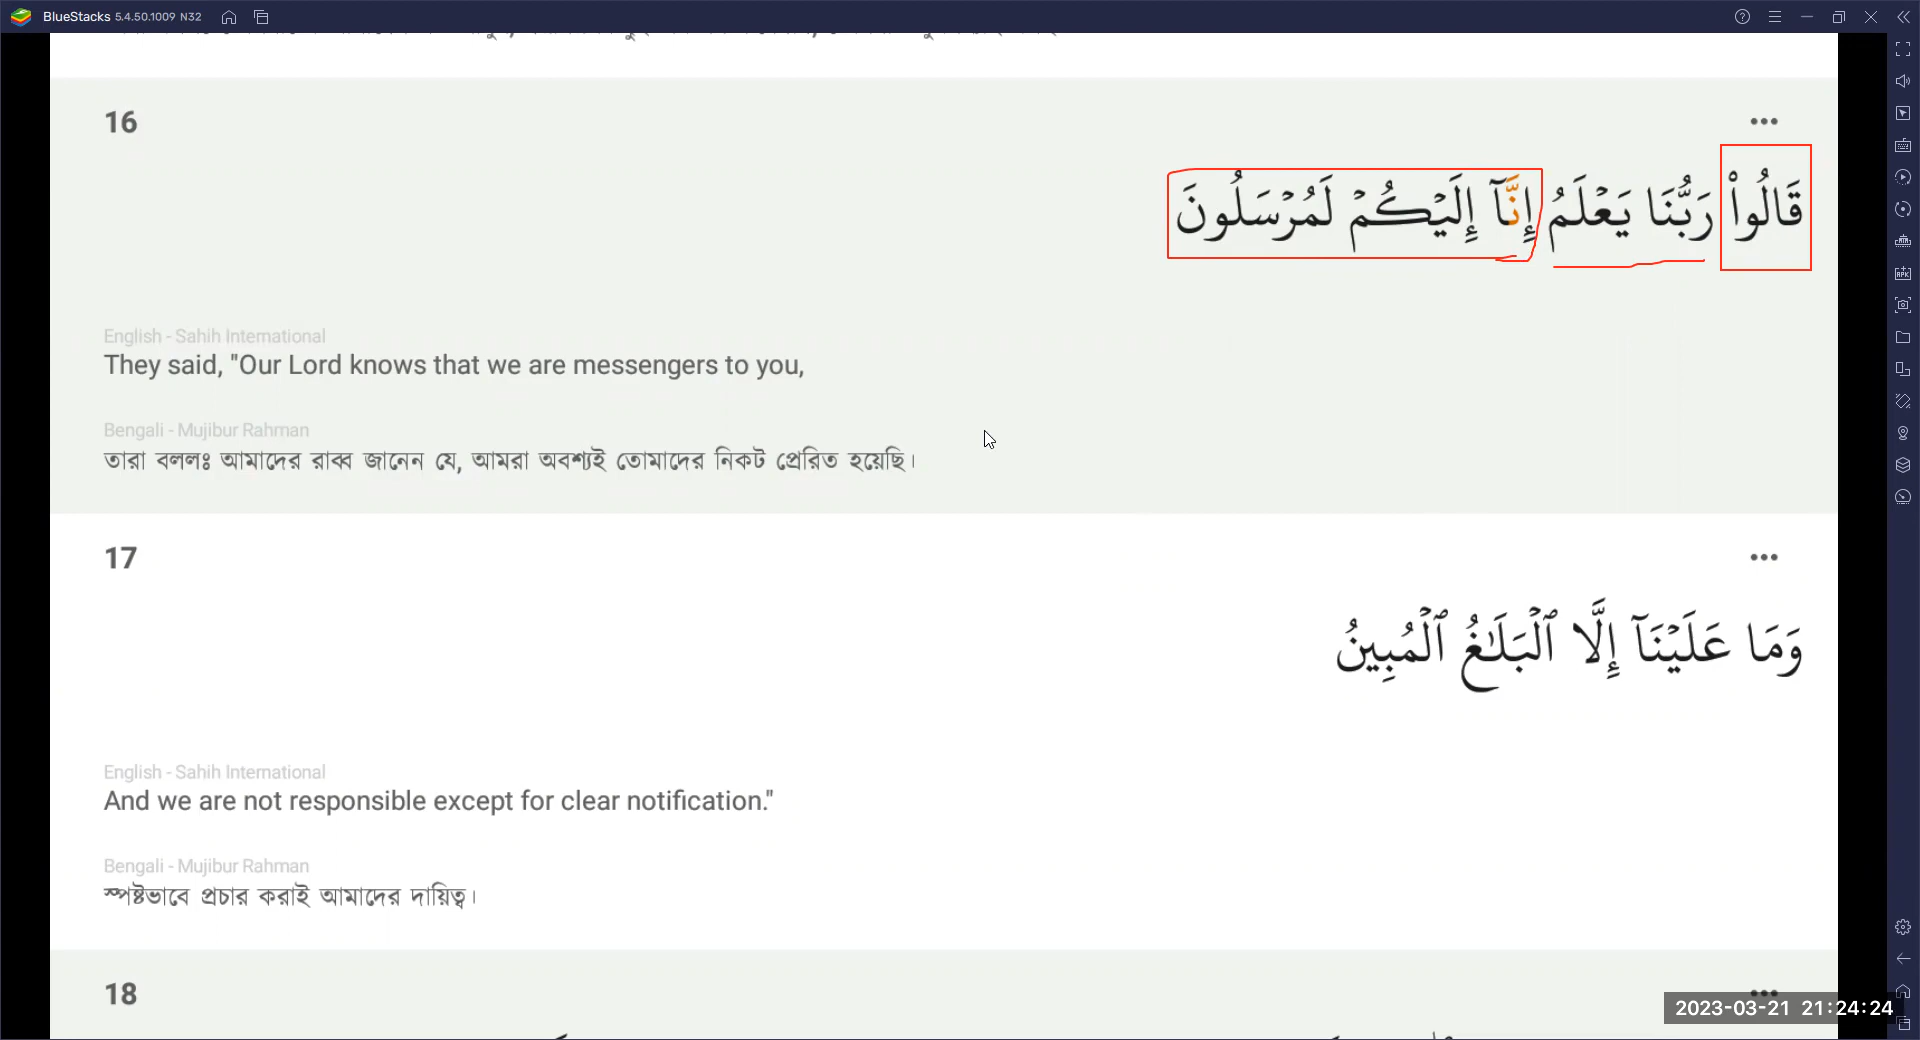 BlueStacks 5.4.50.1009 N32
16
قَالُوا۟ رَبُّنَا يَعْلَمُ إِنَّآ إِلَيْكُمْ لَمُرْسَلُونَ
English - Sahih International
They said, "Our Lord knows that we are messengers to you,
Bengali - Mujibur Rahman
তারা বললঃ আমাদের রাব্ব জানেন যে, আমরা অবশ্যই তোমাদের নিকট প্রেরিত হয়েছি।
17
وَمَا عَلَيْنَآ إِلَّا ٱلْبَلَـٰغُ ٱلْمُبِينُ
English - Sahih International
And we are not responsible except for clear notification."
Bengali - Mujibur Rahman
স্পষ্টভাবে প্রচার করাই আমাদের দায়িত্ব।
18
2023-03-21 21:24:24